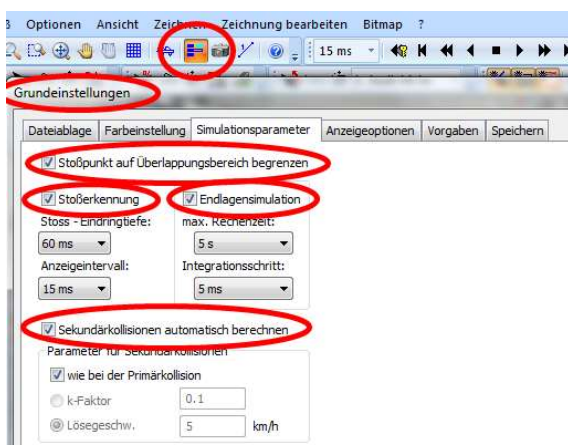 Optionen Ansicht Zeichnen Zeichnung bearbeiten Bitmap ?
15 ms
Grundeinstellungen
Dateiablage Farbeinstellung Simulationsparameter Anzeigeoptionen Vorgaben Speichern
Stoßpunkt auf Überlappungsbereich begrenzen
Stoßerkennung Endlagensimulation
Stoss - Eindringtiefe: max. Rechenzeit:
60 ms 5 s
Anzeigeintervall: Integrationsschritt:
15 ms 5 ms
Sekundärkollisionen automatisch berechnen
Parameter für Sekundärkollisionen
wie bei der Primärkollision
k-Faktor 0.1
Lösegeschw. 5 km/h